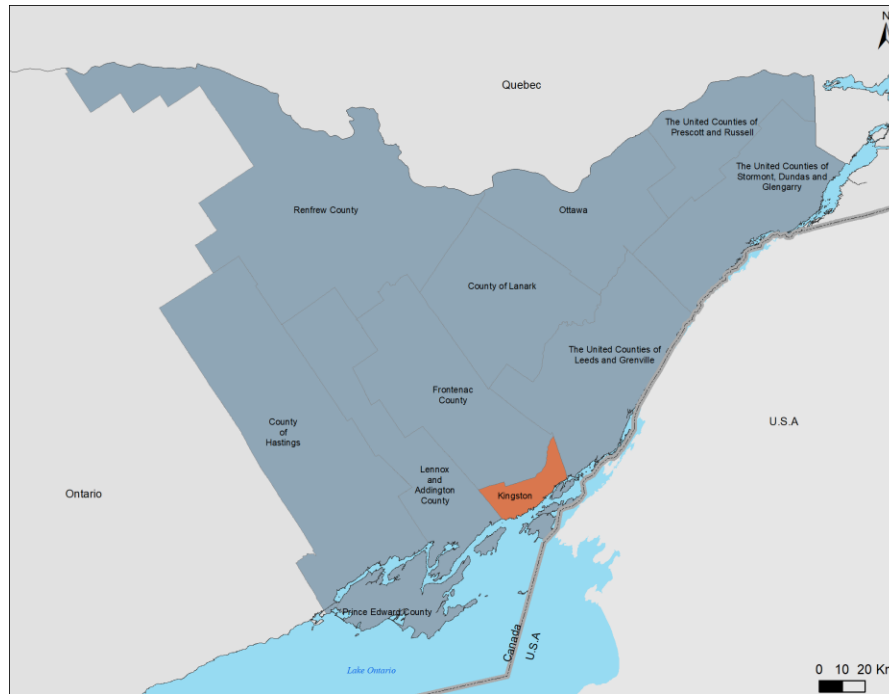 N
Quebec
The United Counties of
Prescott and Russell
The United Counties of
Stormont, Dundas and
Glengarry
Renfrew County
Ottawa
County of Lanark
The United Counties of
Leeds and Grenville
Frontenac
County
County
of
Hastings
U.S.A
Lennox
and
Addington
County
Ontario
Kingston
Prince Edward County
Canada
U.S.A
Lake Ontario
0 10 20 Km